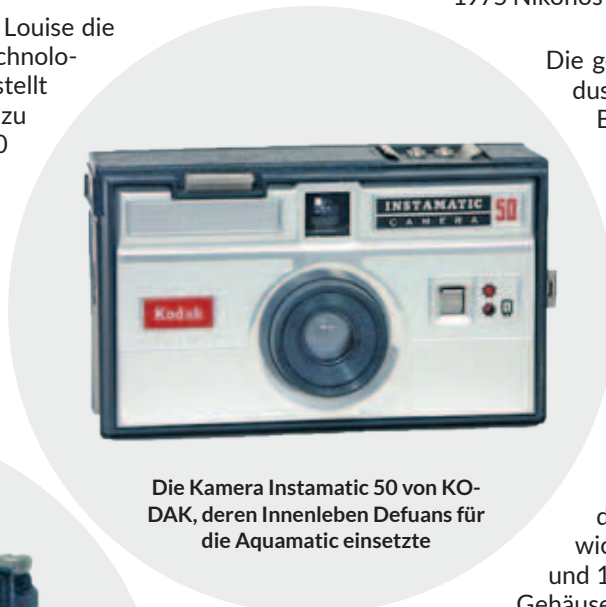 Louise die
chnolo-
stellt
zu
0
1975 Nikonos
Die g
dus
INSTAMATIC 50
CAMERA
Kodak
Die Kamera Instamatic 50 von KO-
DAK, deren Innenleben Defuans für
die Aquamatic einsetzte
d
wic
und 1
Gehäuse